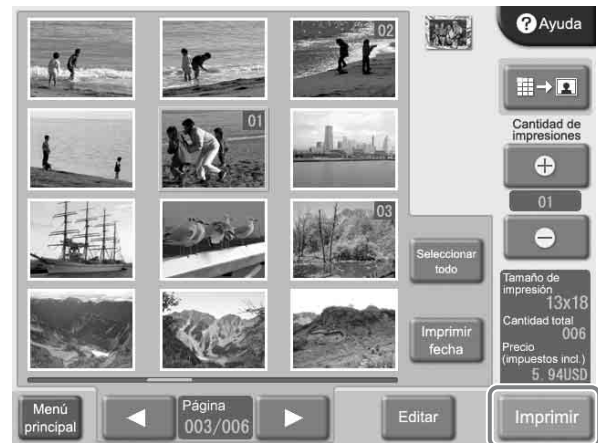 02
Ayuda
Cantidad de
impresiones
01
01
03
Seleccionar
todo
Tamaño de
impresión
13x18
Cantidad total
006
Precio
(impuestos incl.)
5.94USD
Imprimir
fecha
Menú
principal
Página
003/006
Editar
Imprimir